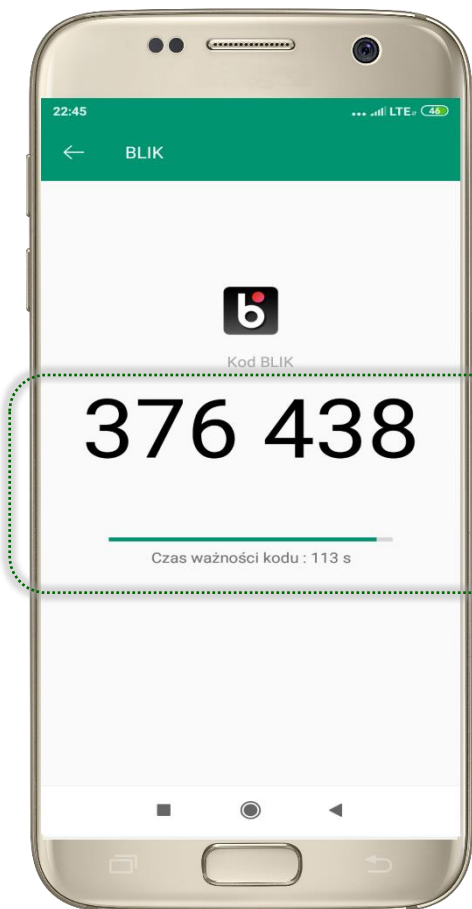 22:45 LTE 46
BLIK
b
Kod BLIK
376 438
Czas ważności kodu : 113 s